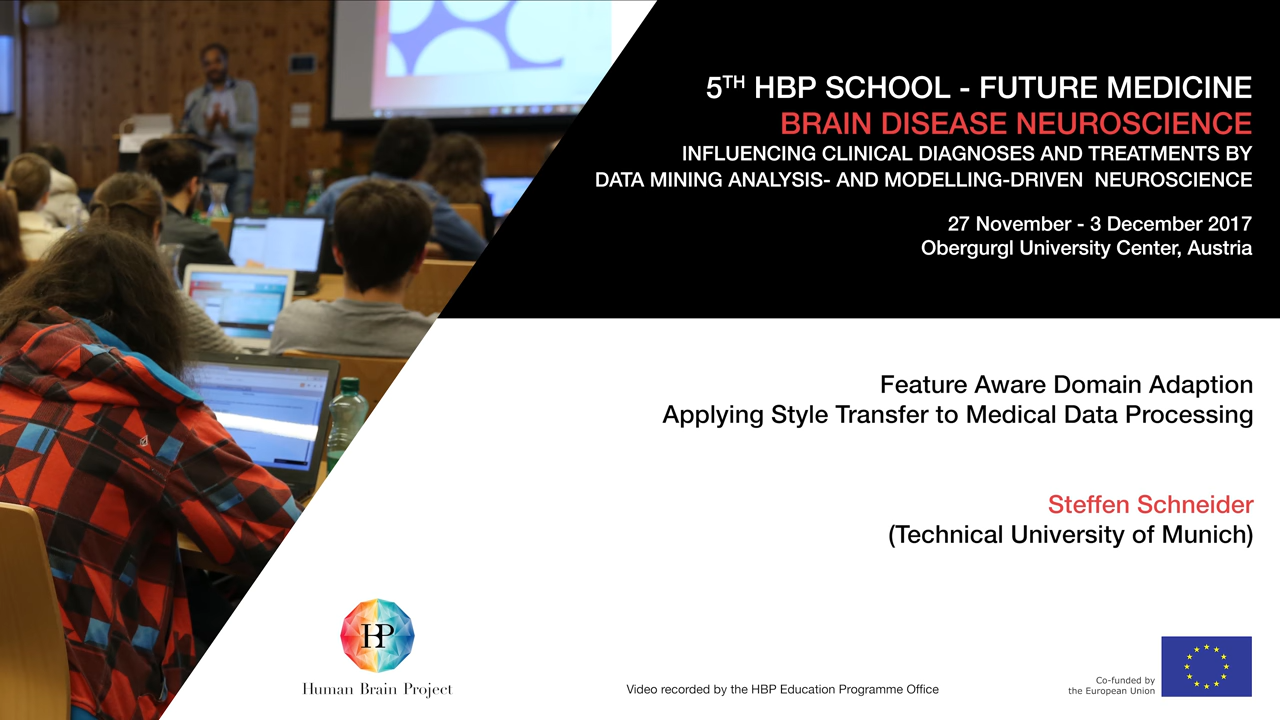 5TH HBP SCHOOL - FUTURE MEDICINE
BRAIN DISEASE NEUROSCIENCE
INFLUENCING CLINICAL DIAGNOSES AND TREATMENTS BY
DATA MINING ANALYSIS- AND MODELLING-DRIVEN NEUROSCIENCE
27 November - 3 December 2017
Obergurgl University Center, Austria
Feature Aware Domain Adaption
Applying Style Transfer to Medical Data Processing
Steffen Schneider
(Technical University of Munich)
HBP
Human Brain Project
Video recorded by the HBP Education Programme Office
Co-funded by
the European Union